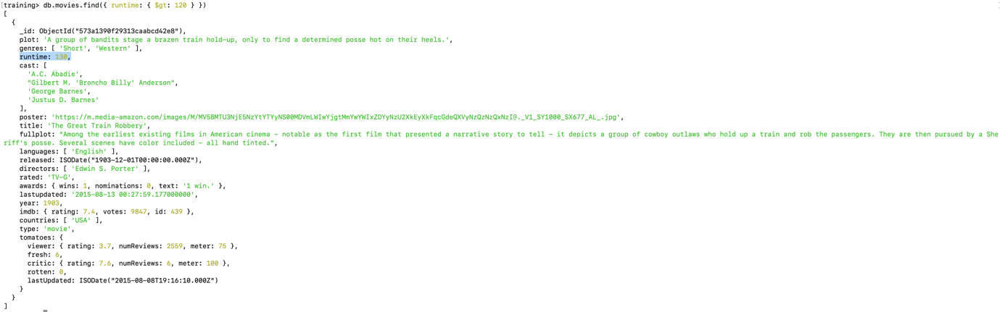 [training> db.movies.find({ runtime: { $gt: 120 } })
[
  {
    _id: ObjectId("573a1390f29313caabcd42e8"),
    plot: 'A group of bandits stage a brazen train hold-up, only to find a determined posse hot on their heels.',
    genres: [ 'Short', 'Western' ],
    runtime: 130,
    cast: [
      'A.C. Abadie',
      "Gilbert M. 'Broncho Billy' Anderson",
      'George Barnes',
      'Justus D. Barnes'
    ],
    poster: 'https://m.media-amazon.com/images/M/MV5BMTU3NjE5NzYtYTYyNS00MDVmLWIwYjgtMmYwYWIxZDYyNzU2XkEyXkFqcGdeQXVyNzQzNzQxNzI@._V1_SY1000_SX677_AL_.jpg',
    title: 'The Great Train Robbery',
    fullplot: "Among the earliest existing films in American cinema - notable as the first film that presented a narrative story to tell - it depicts a group of cowboy outlaws who hold up a train and rob the passengers. They are then pursued by a She
riff's posse. Several scenes have color included - all hand tinted.",
    languages: [ 'English' ],
    released: ISODate("1903-12-01T00:00:00.000Z"),
    directors: [ 'Edwin S. Porter' ],
    rated: 'TV-G',
    awards: { wins: 1, nominations: 0, text: '1 win.' },
    lastupdated: '2015-08-13 00:27:59.177000000',
    year: 1903,
    imdb: { rating: 7.4, votes: 9847, id: 439 },
    countries: [ 'USA' ],
    type: 'movie',
    tomatoes: {
      viewer: { rating: 3.7, numReviews: 2559, meter: 75 },
      fresh: 6,
      critic: { rating: 7.6, numReviews: 6, meter: 100 },
      rotten: 0,
      lastUpdated: ISODate("2015-08-08T19:16:10.000Z")
    }
  }
]